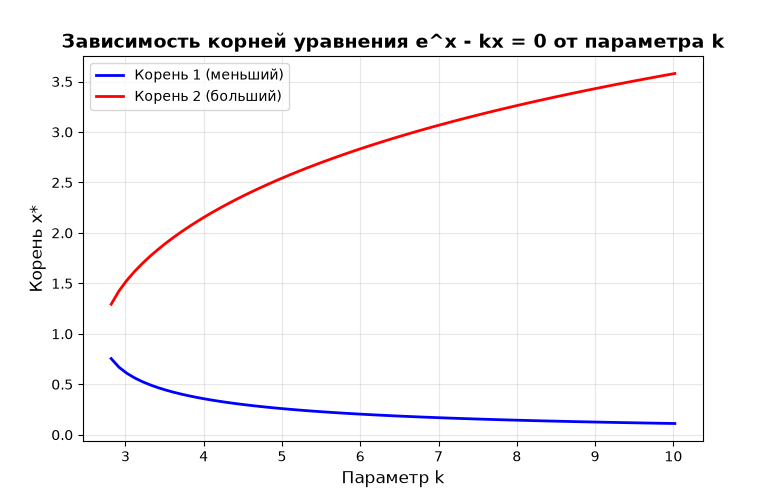 Зависимость корней уравнения e^x - kx = 0 от параметра k
Корень 1 (меньший)
Корень 2 (больший)
Корень x*
3.5
3.0
2.5
2.0
1.5
1.0
0.5
0.0
3 4 5 6 7 8 9 10
Параметр k